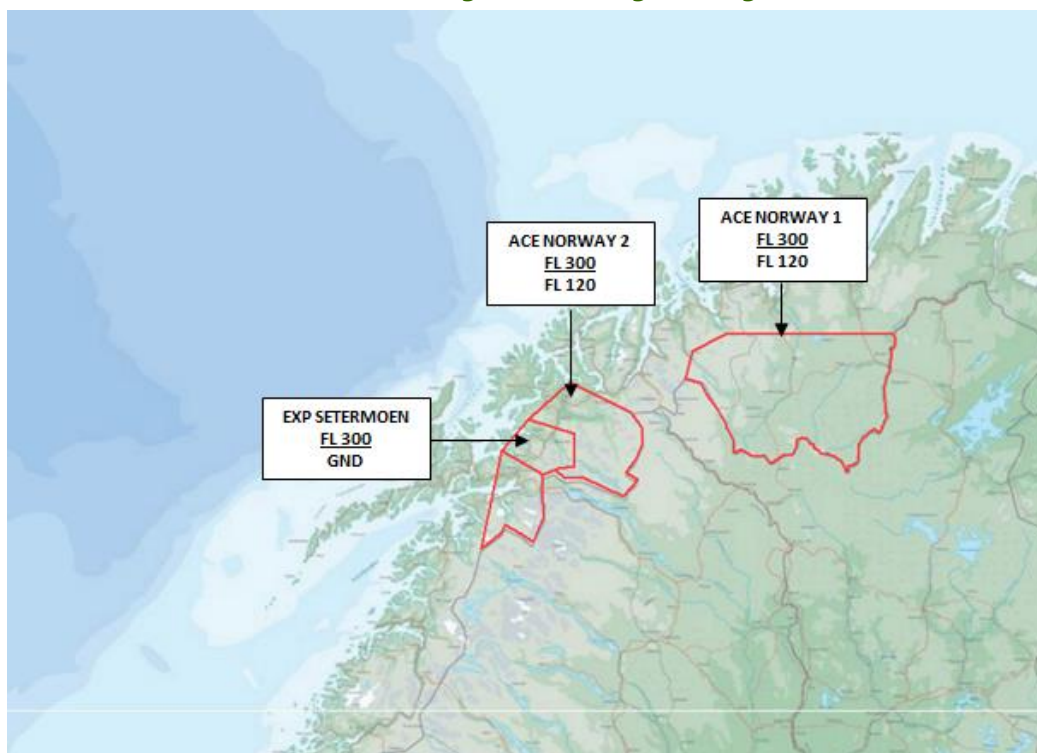 ACE NORWAY 1
FL 300
FL 120
ACE NORWAY 2
FL 300
FL 120
EXP SETERMOEN
FL 300
GND